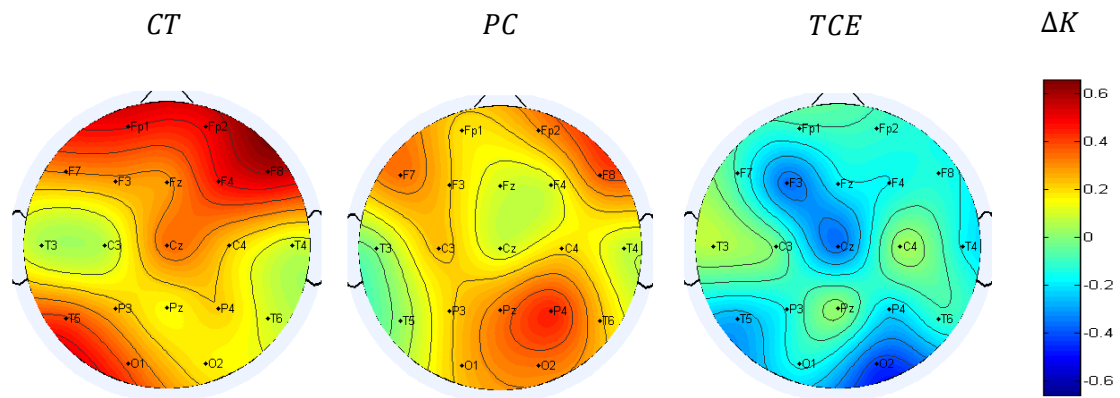 CT PC TCE ΔK
Fp1 Fp2 Fp1 Fp2 Fp1 Fp2 0.6
F7 F8 F7 F8 F7 F8
F3 Fz F4 F3 Fz F4 F3 Fz F4 0.4
0.2
T3 C3 Cz C4 T4 T3 C3 Cz C4 T4 T3 C3 Cz C4 T4 0
-0.2
P3 Pz P4 P3 Pz P4 P3 Pz P4
T5 T6 T5 T6 T5 T6 -0.4
O1 O2 O1 O2 O1 O2 -0.6